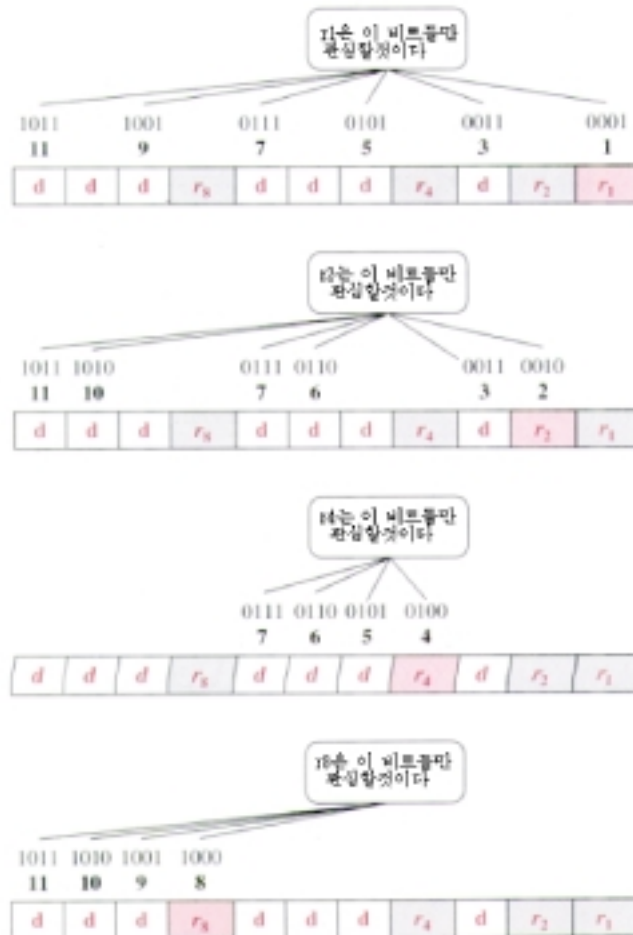 r1은 이 비트들만
관심할것이다
1011 1001 0111 0101 0011 0001
11 9 7 5 3 1
d d d r8 d d d r4 d r2 r1
r2는 이 비트들만
관심할것이다
1011 1010 0111 0110 0011 0010
11 10 7 6 3 2
d d d r8 d d d r4 d r2 r1
r4는 이 비트들만
관심할것이다
0111 0110 0101 0100
7 6 5 4
d d d r8 d d d r4 d r2 r1
r8은 이 비트들만
관심할것이다
1011 1010 1001 1000
11 10 9 8
d d d r8 d d d r4 d r2 r1